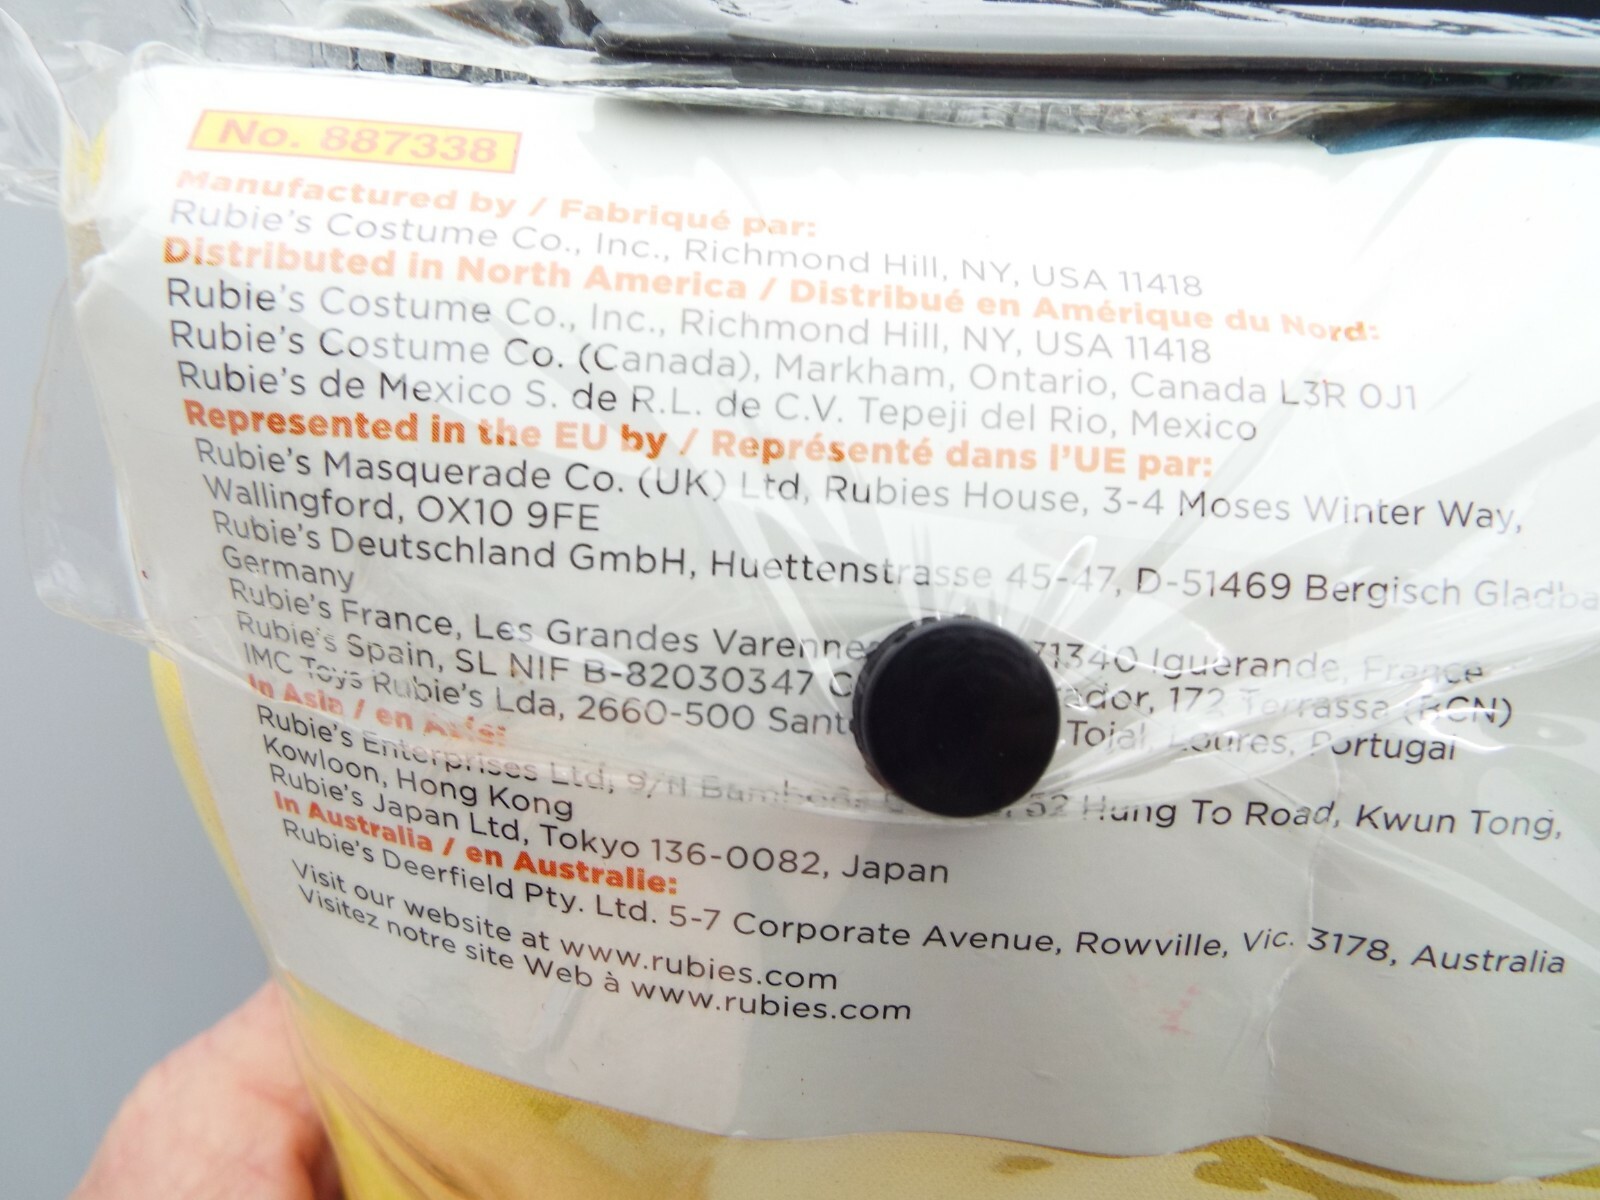 No. 887338
Manufactured by / Fabriqué par:
Rubie's Costume Co., Inc., Richmond Hill, NY, USA 11418
Distributed in North America / Distribué en Amérique du Nord:
Rubie's Costume Co., Inc., Richmond Hill, NY, USA 11418
Rubie's Costume Co. (Canada), Markham, Ontario, Canada L3R 0J1
Rubie's de Mexico S. de R.L. de C.V. Tepeji del Rio, Mexico
Represented in the EU by / Représenté dans l'UE par:
Rubie's Masquerade Co. (UK) Ltd, Rubies House, 3-4 Moses Winter Way,
Wallingford, OX10 9FE
Rubie's Deutschland GmbH, Huettenstrasse 45-47, D-51469 Bergisch
Germany
Rubie's France, Les Grandes 71340 Iguerande, France
Rubie's Spain, SL NIF B-82030347 172 Terrassa (BCN)
IMC Toys Rubie's Lda, 2660-500 Tojal, Loures, Portugal
In Asia / en Asie:
Rubie's Enterprises Ltd, Hung To Road, Kwun Tong,
Kowloon, Hong Kong
Rubie's Japan Ltd, Tokyo 136-0082, Japan
In Australia / en Australie:
Rubie's Deerfield Pty. Ltd. 5-7 Corporate Avenue, Rowville, Vic. 3178, Australia
Visit our website at www.rubies.com
Visitez notre site Web à www.rubies.com